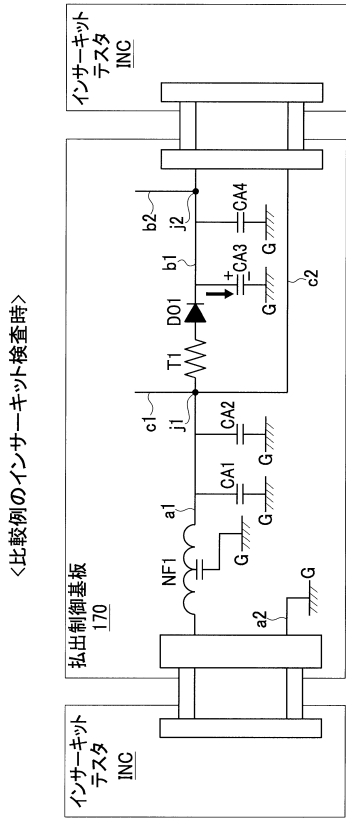 <比較例のインサーキット検査時>
インサーキット
テスタ
INC
払出制御基板
170
インサーキット
テスタ
INC
NF1
G
a2
G
a1
CA1
G
CA2
G
c1
j1
T1
DO1
+
CA3
−
G
b1
CA4
G
b2
j2
c2